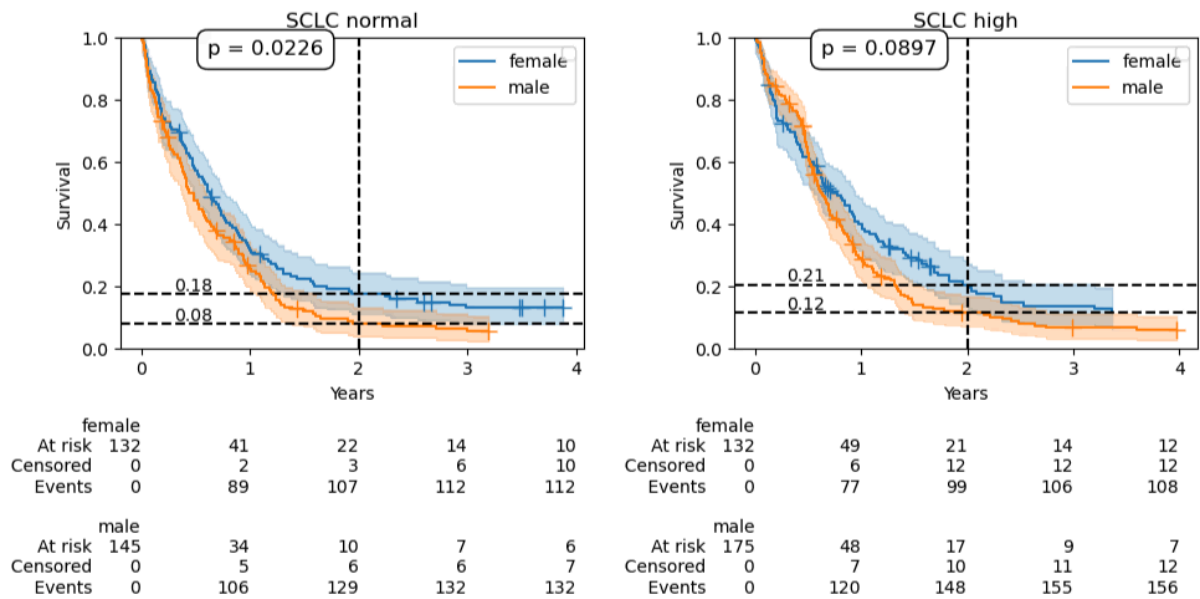 SCLC normal
p = 0.0226
female
male
1.0
0.8
0.6
0.4
0.2
0.0
Survival
0.18
0.08
0 1 2 3 4
Years
female
At risk 132 41 22 14 10
Censored 0 2 3 6 10
Events 0 89 107 112 112
male
At risk 145 34 10 7 6
Censored 0 5 6 6 7
Events 0 106 129 132 132
SCLC high
p = 0.0897
female
male
1.0
0.8
0.6
0.4
0.2
0.0
Survival
0.21
0.12
0 1 2 3 4
Years
female
At risk 132 49 21 14 12
Censored 0 6 12 12 12
Events 0 77 99 106 108
male
At risk 175 48 17 9 7
Censored 0 7 10 11 12
Events 0 120 148 155 156